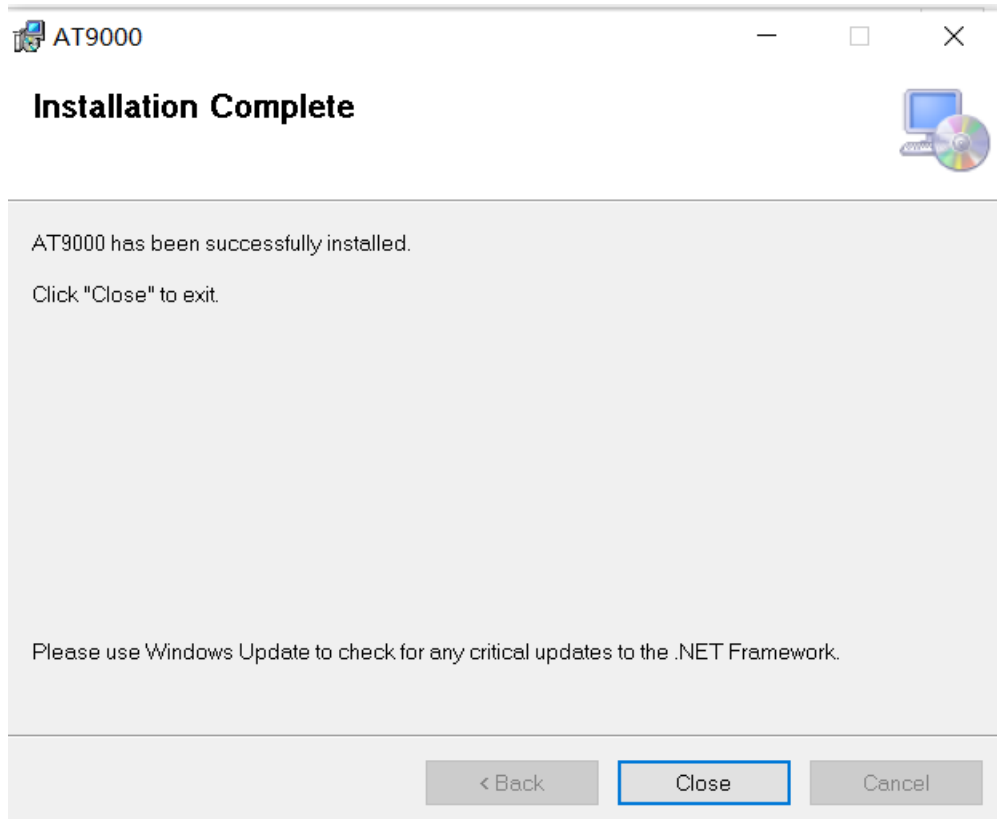 AT9000
Installation Complete
AT9000 has been successfully installed.
Click "Close" to exit.
Please use Windows Update to check for any critical updates to the .NET Framework.
< Back
Close
Cancel